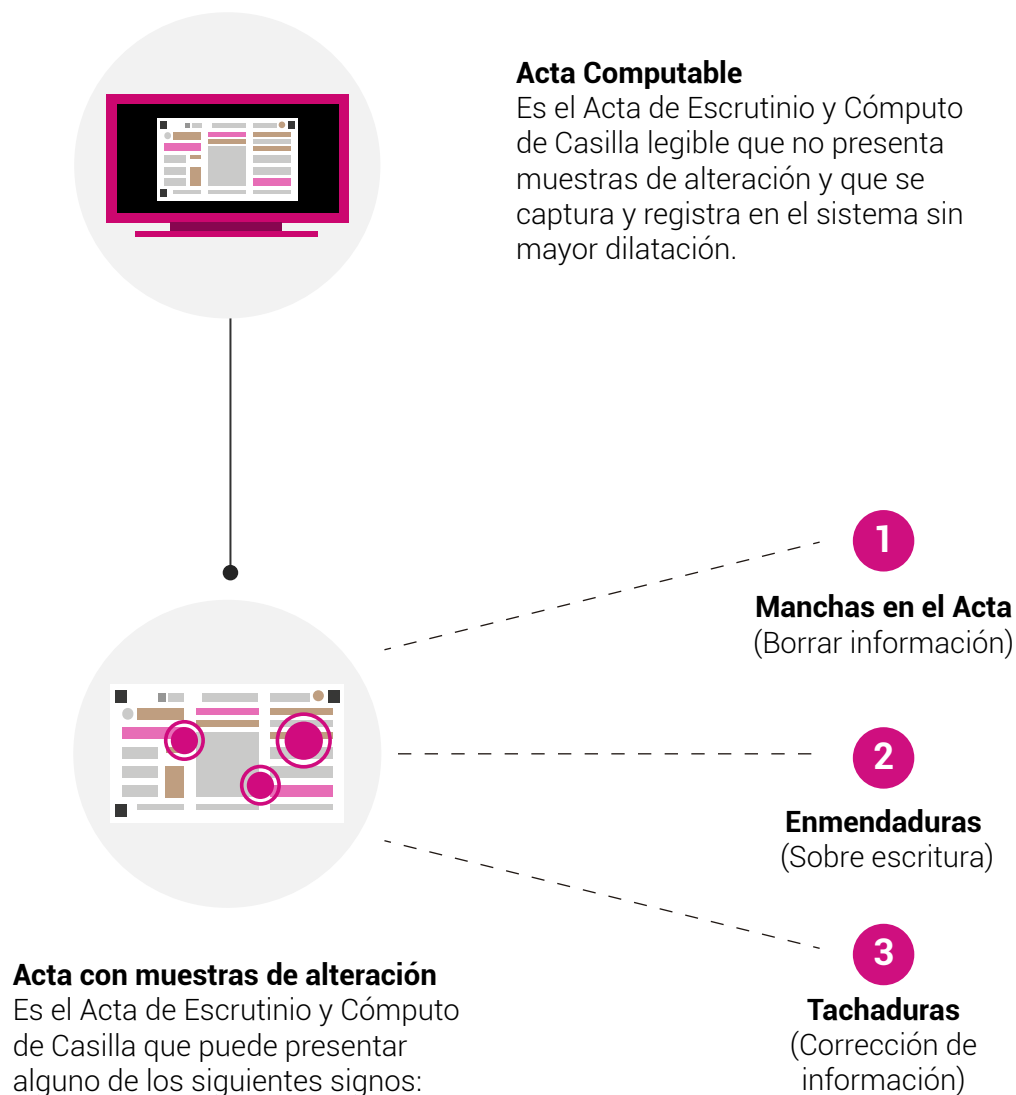 Acta Computable
Es el Acta de Escrutinio y Cómputo
de Casilla legible que no presenta
muestras de alteración y que se
captura y registra en el sistema sin
mayor dilatación.
1
Manchas en el Acta
(Borrar información)
2
Enmendaduras
(Sobre escritura)
3
Tachaduras
(Corrección de
información)
Acta con muestras de alteración
Es el Acta de Escrutinio y Cómputo
de Casilla que puede presentar
alguno de los siguientes signos: